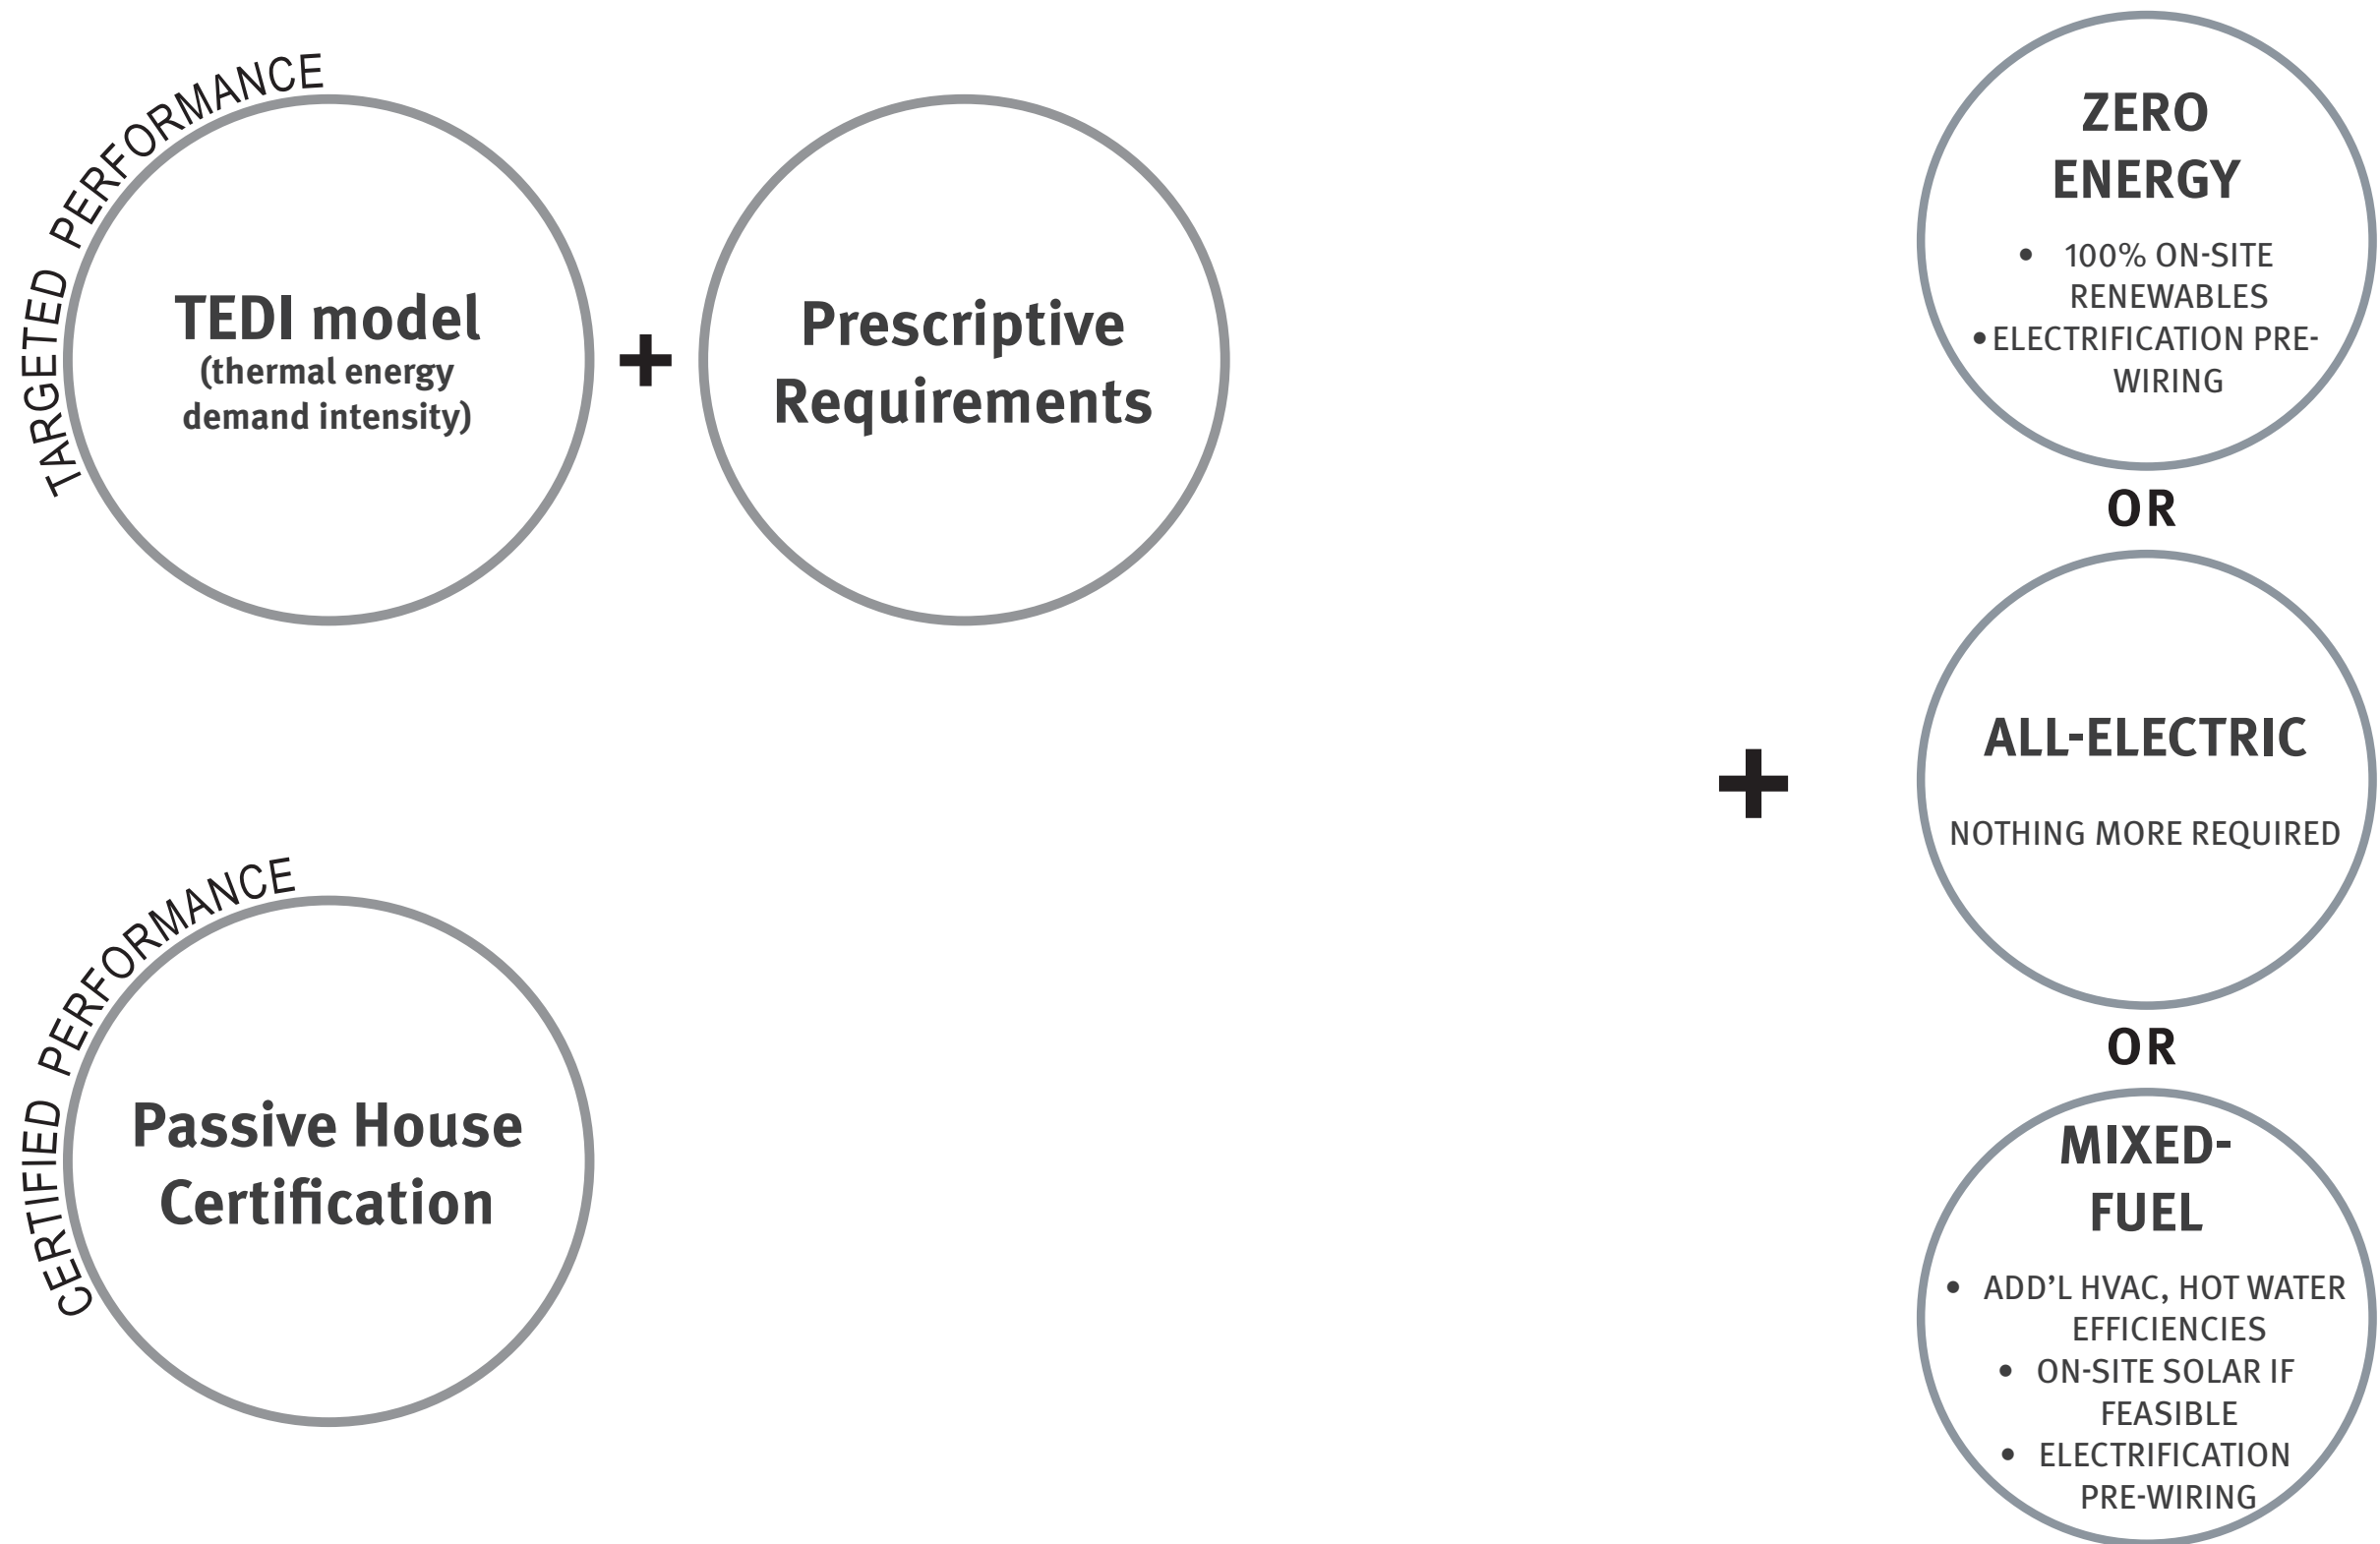 TARGETED PERFORMANCE
TEDI model
(thermal energy
demand intensity)
+
Prescriptive
Requirements
CERTIFIED PERFORMANCE
Passive House
Certification
+
ZERO
ENERGY
• 100% ON-SITE
RENEWABLES
• ELECTRIFICATION PRE-
WIRING
OR
ALL-ELECTRIC
NOTHING MORE REQUIRED
OR
MIXED-
FUEL
• ADD’L HVAC, HOT WATER
EFFICIENCIES
• ON-SITE SOLAR IF
FEASIBLE
• ELECTRIFICATION
PRE-WIRING